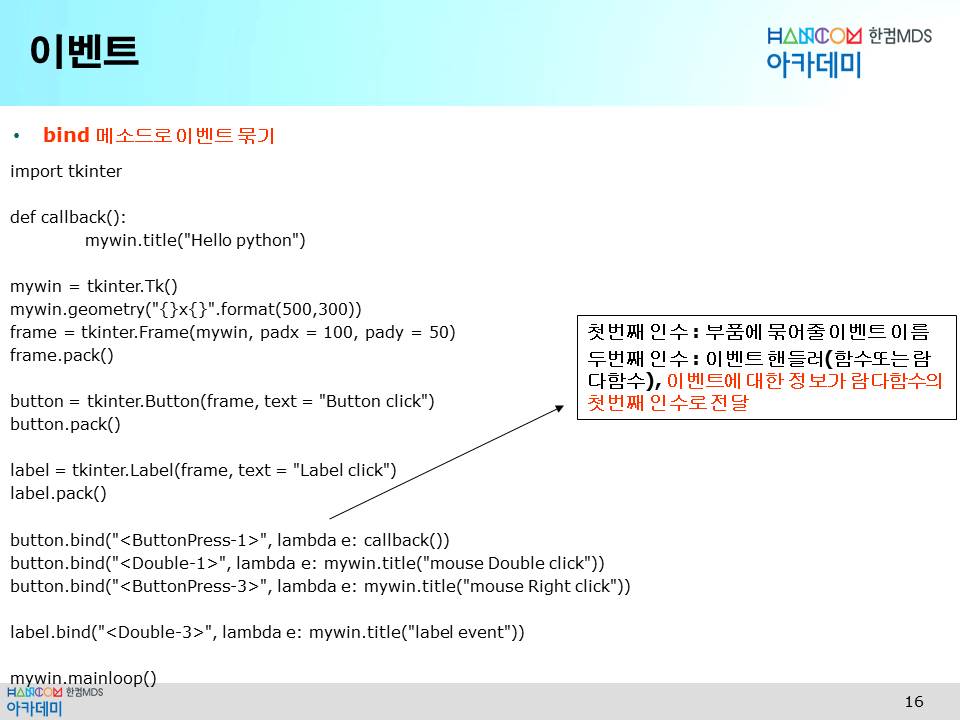 이벤트
HANCOM 한컴MDS
아카데미
• bind 메소드로 이벤트 묶기
import tkinter
def callback():
mywin.title("Hello python")
mywin = tkinter.Tk()
mywin.geometry("{}x{}".format(500,300))
frame = tkinter.Frame(mywin, padx = 100, pady = 50)
frame.pack()
첫번째 인수 : 부품에 묶어줄 이벤트 이름
두번째 인수 : 이벤트 핸들러(함수또는 람
다함수), 이벤트에 대한 정보가 람다함수의
첫번째 인수로 전달
button = tkinter.Button(frame, text = "Button click")
button.pack()
label = tkinter.Label(frame, text = "Label click")
label.pack()
button.bind("<ButtonPress-1>", lambda e: callback())
button.bind("<Double-1>", lambda e: mywin.title("mouse Double click"))
button.bind("<ButtonPress-3>", lambda e: mywin.title("mouse Right click"))
label.bind("<Double-3>", lambda e: mywin.title("label event"))
mywin.mainloop()
HANCOM 한컴MDS
아카데미
16